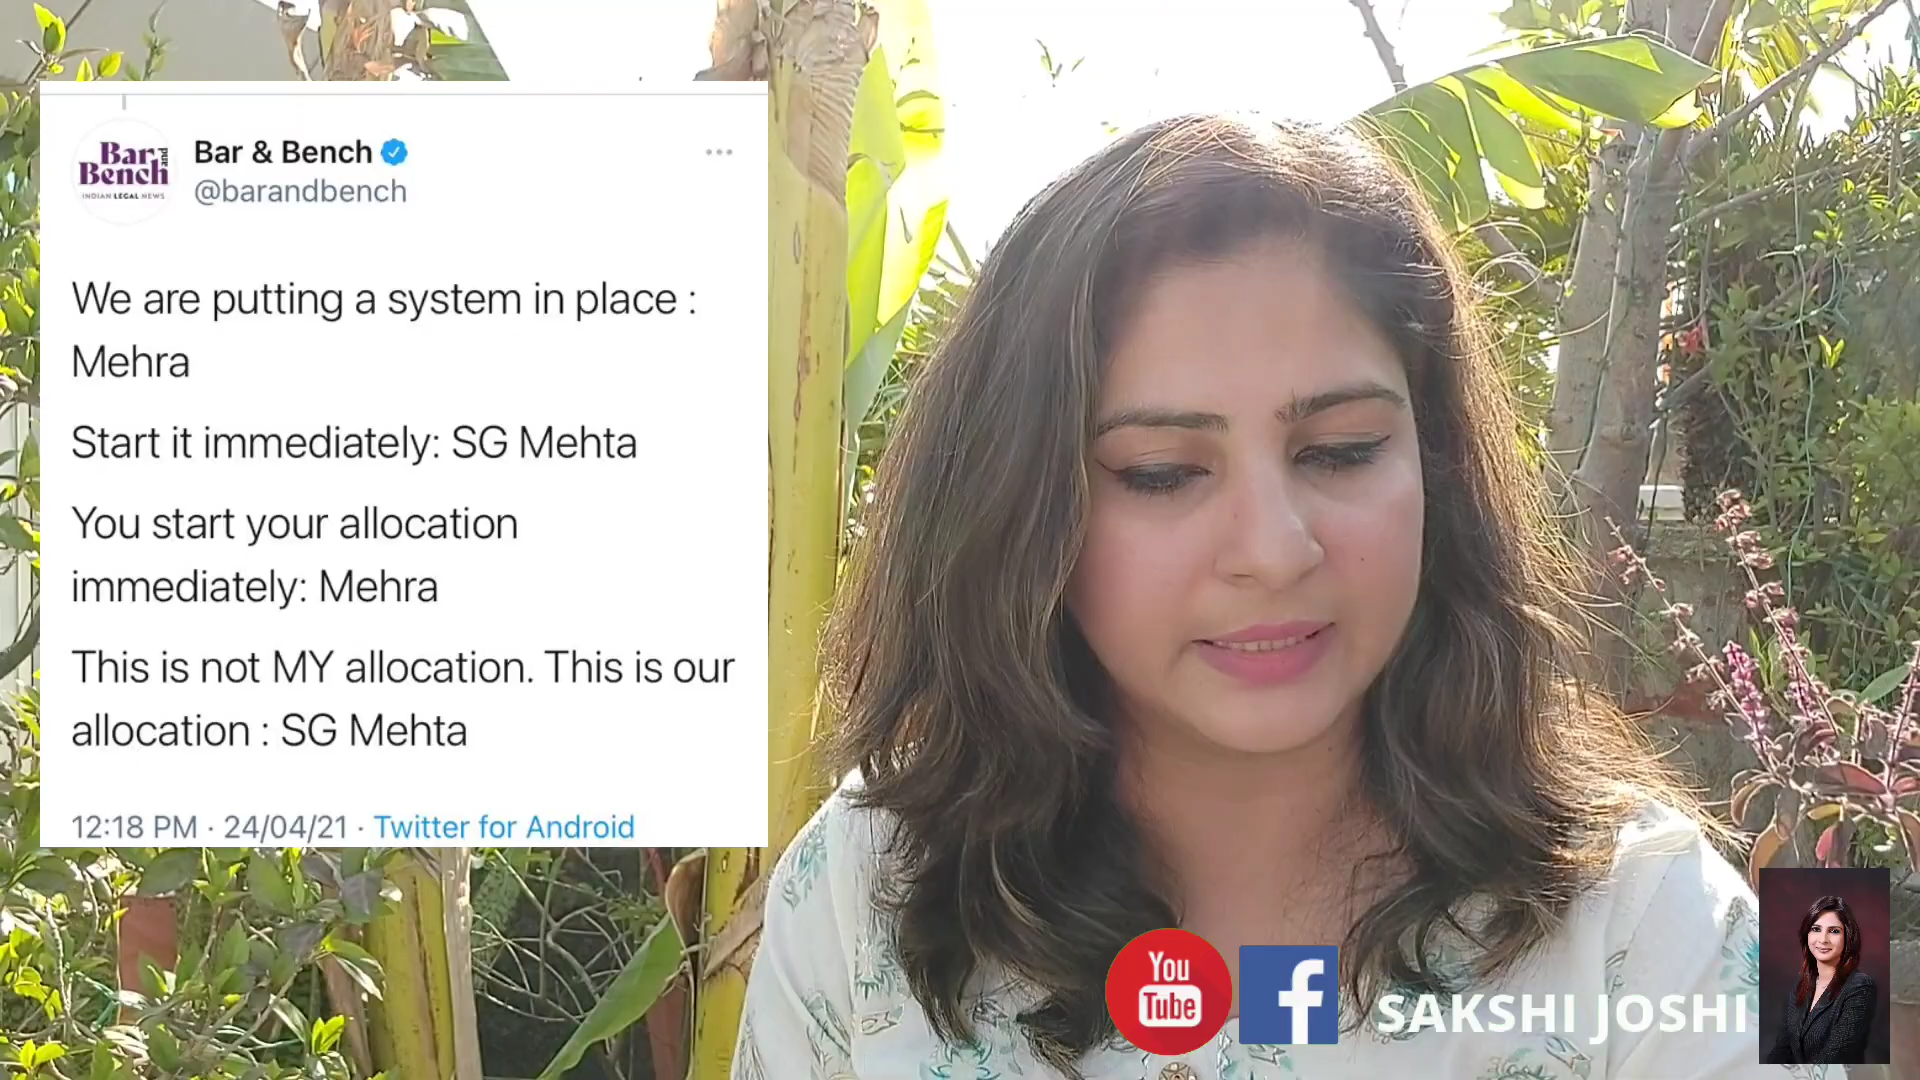 Bar and
Bench
INDIAN LEGAL NEWS
Bar & Bench
@barandbench
We are putting a system in place :
Mehra
Start it immediately: SG Mehta
You start your allocation
immediately: Mehra
This is not MY allocation. This is our
allocation : SG Mehta
12:18 PM · 24/04/21 · Twitter for Android
You
Tube
f
SAKSHI JOSHI